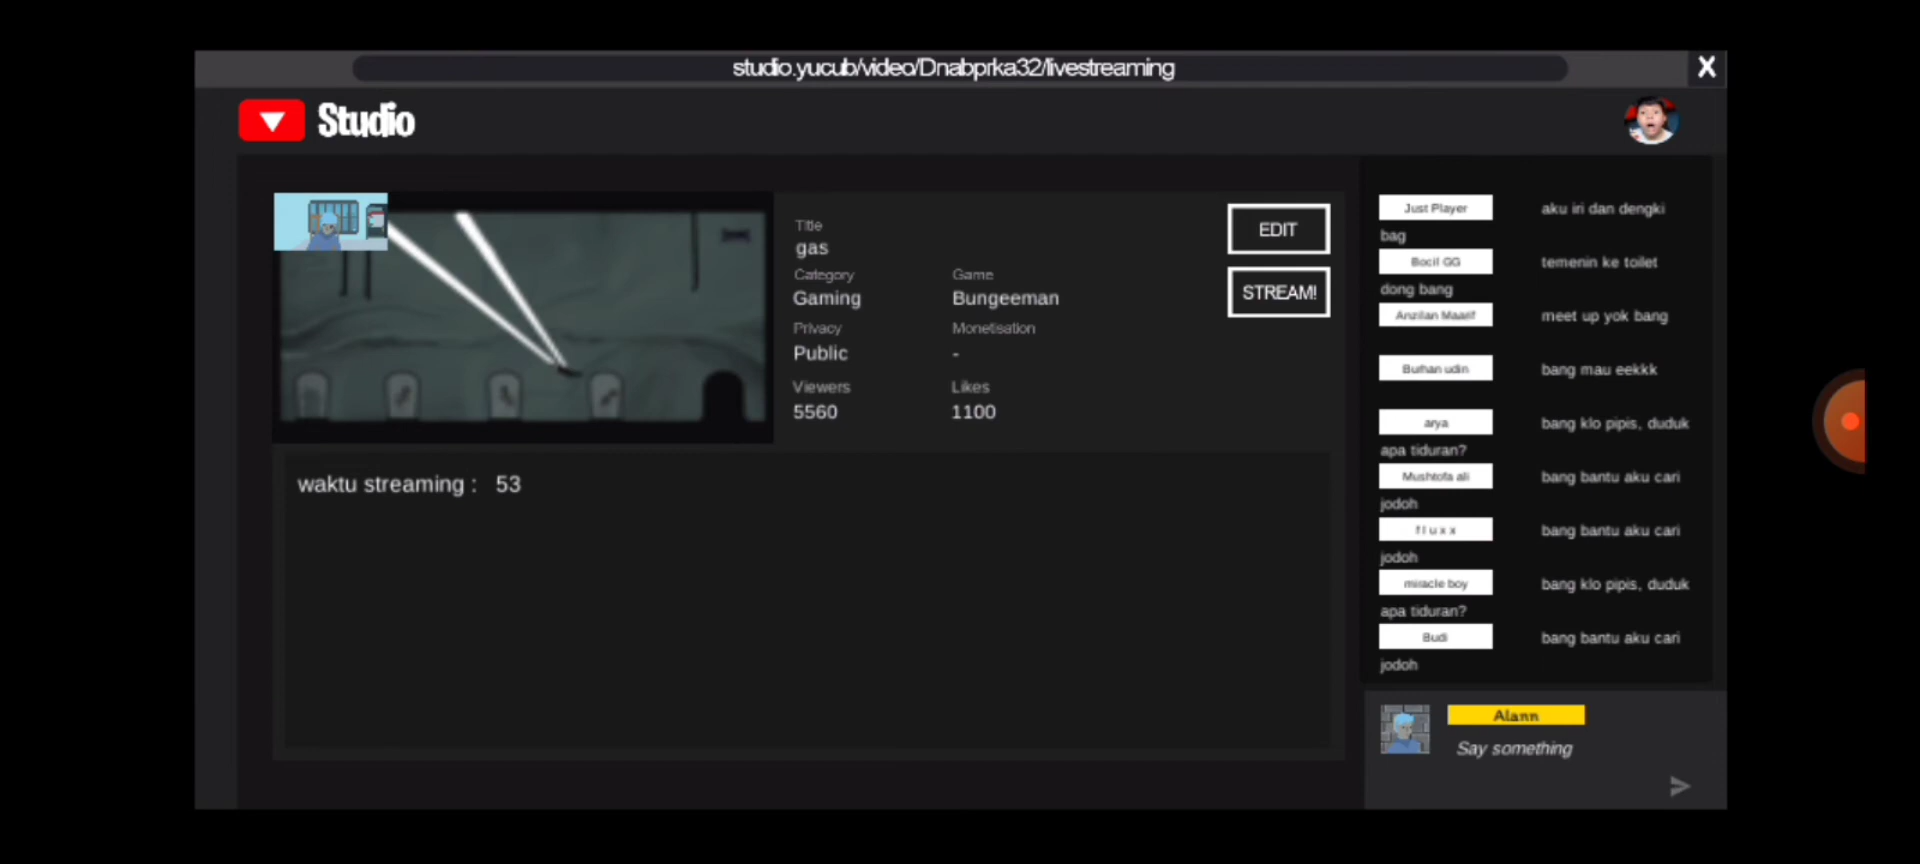 studio.yucub/video/Dnabprka32/livestreaming
X
Studio
Title
gas
Category
Game
Gaming
Bungeeman
Privacy
Monetisation
Public
-
Viewers
Likes
5560
1100
EDIT
STREAM!
waktu streaming : 53
Just Player aku iri dan dengki
bag
Bocil GG temenin ke toilet
dong bang
Anzilan Maarif meet up yok bang
Burhan udin bang mau eekkk
arya bang klo pipis, duduk
apa tiduran?
Mushtofa ali bang bantu aku cari
jodoh
f l u x x bang bantu aku cari
jodoh
miracle boy bang klo pipis, duduk
apa tiduran?
Budi bang bantu aku cari
jodoh
Alann
Say something